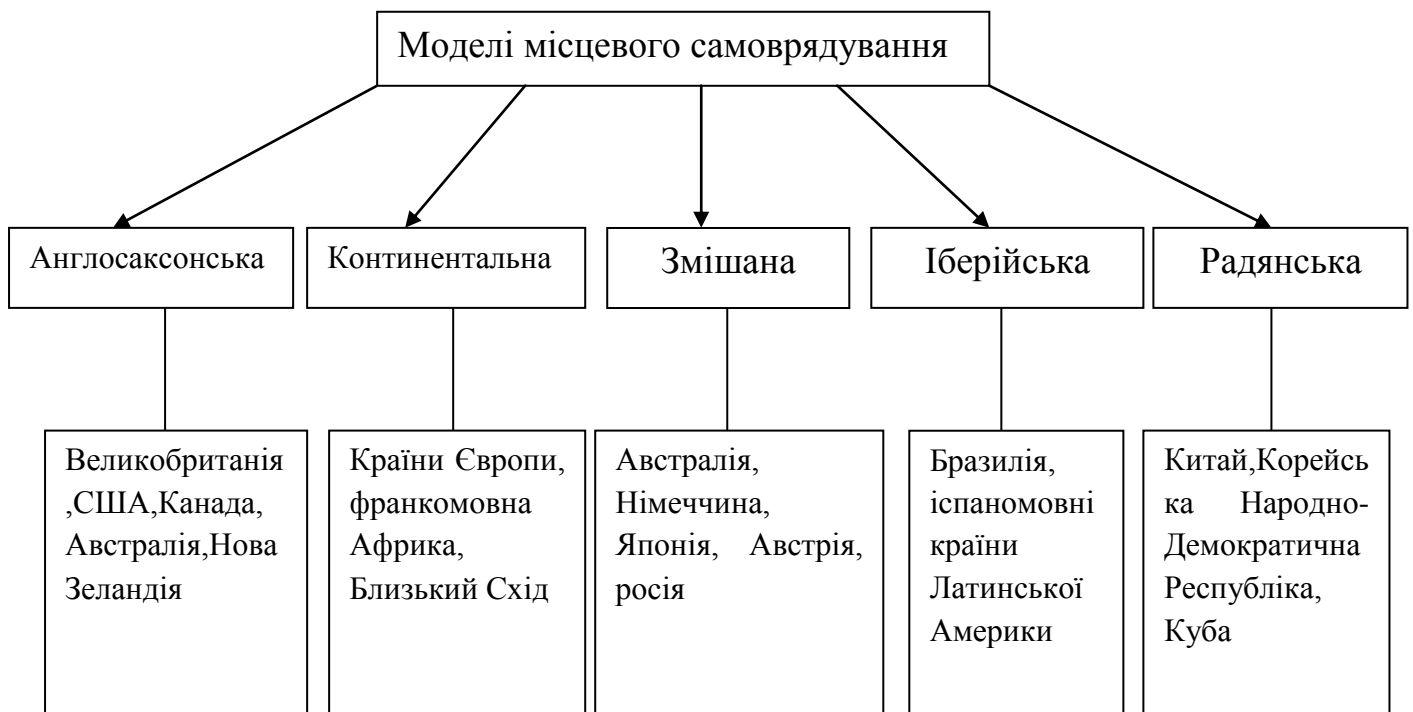 Моделі місцевого самоврядування
Англосаксонська
Континентальна
Змішана
Іберійська
Радянська
Великобританія
,США,Канада,
Австралія,Нова
Зеландія
Країни Європи,
франкомовна
Африка,
Близький Схід
Австралія,
Німеччина,
Японія, Австрія,
росія
Бразилія,
іспаномовні
країни
Латинської
Америки
Китай,Корейсь
ка Народно-
Демократична
Республіка,
Куба